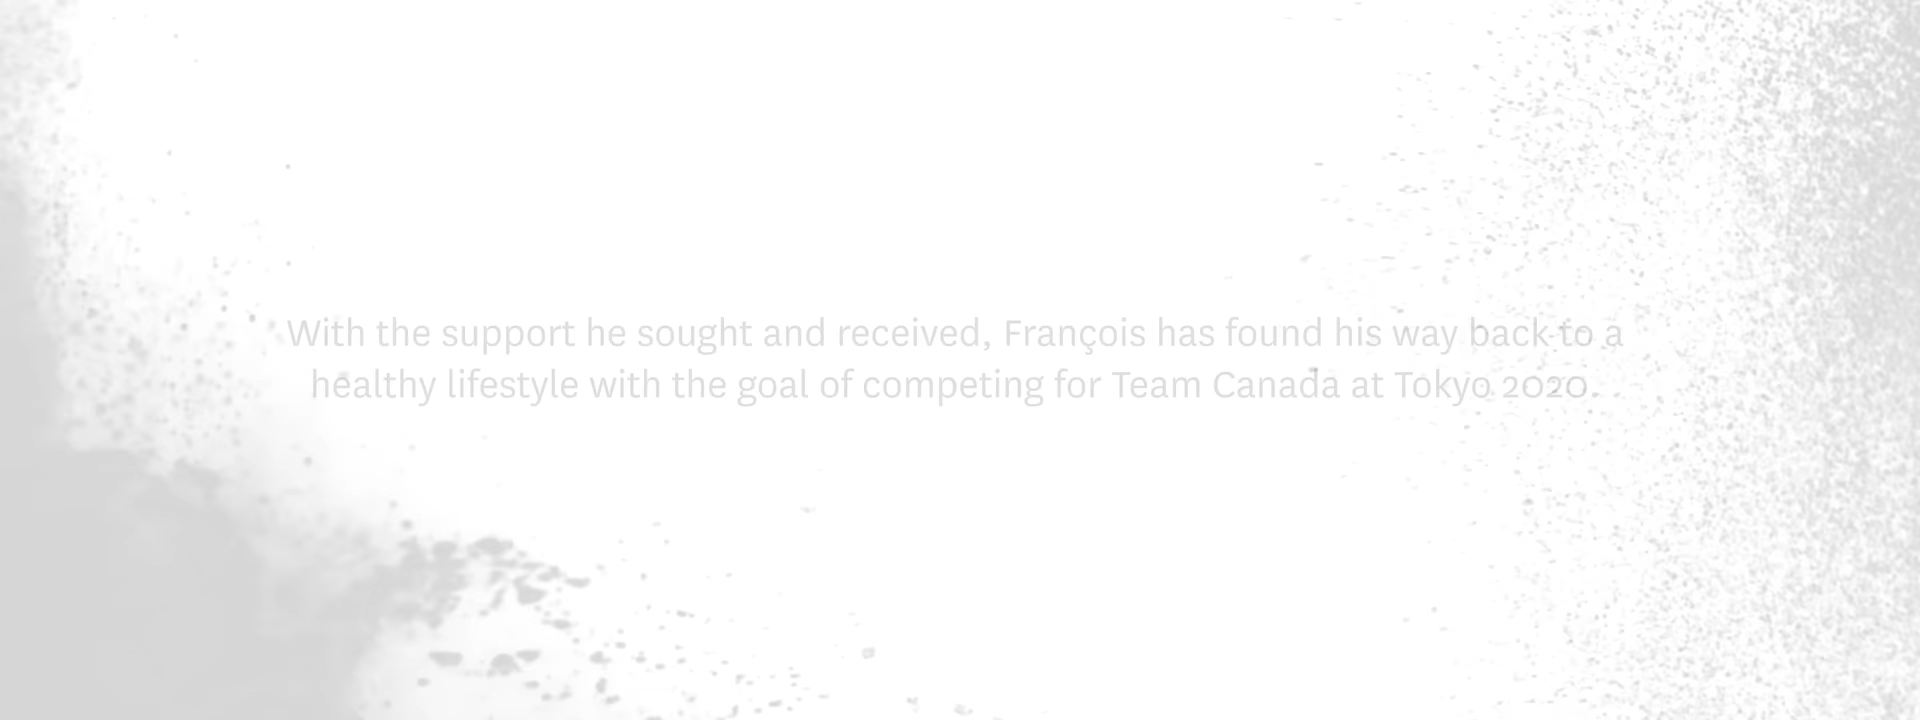 With the support he sought and received, François has found his way back to a
healthy lifestyle with the goal of competing for Team Canada at Tokyo 2020.